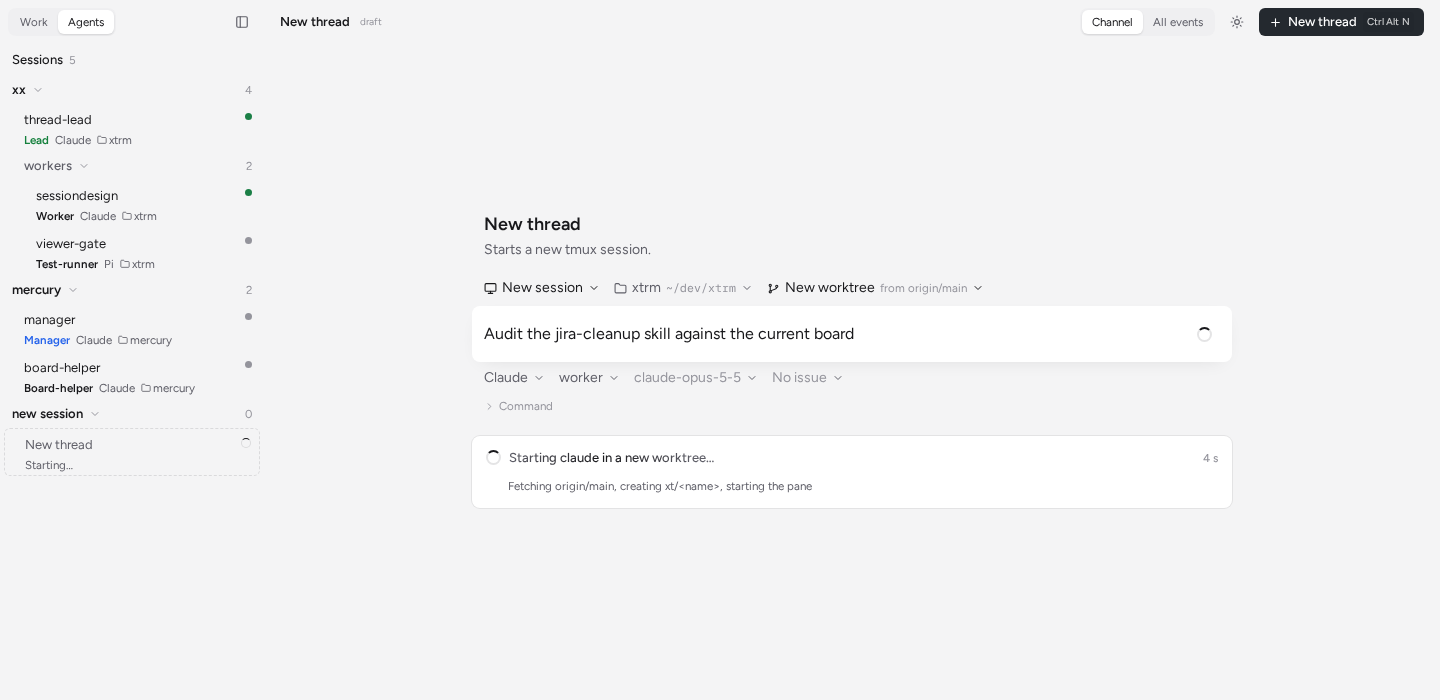 Work Agents
New thread draft
Channel All events
New thread Ctrl Alt N
Sessions 5
xx 4
thread-lead
Lead Claude xtrm
workers 2
sessiondesign
Worker Claude xtrm
viewer-gate
Test-runner Pi xtrm
mercury 2
manager
Manager Claude mercury
board-helper
Board-helper Claude mercury
new session 0
New thread
Starting…
New thread
Starts a new tmux session.
New session xtrm ~/dev/xtrm New worktree from origin/main
Audit the jira-cleanup skill against the current board
Claude worker claude-opus-5-5 No issue
Command
Starting claude in a new worktree… 4 s
Fetching origin/main, creating xt/<name>, starting the pane